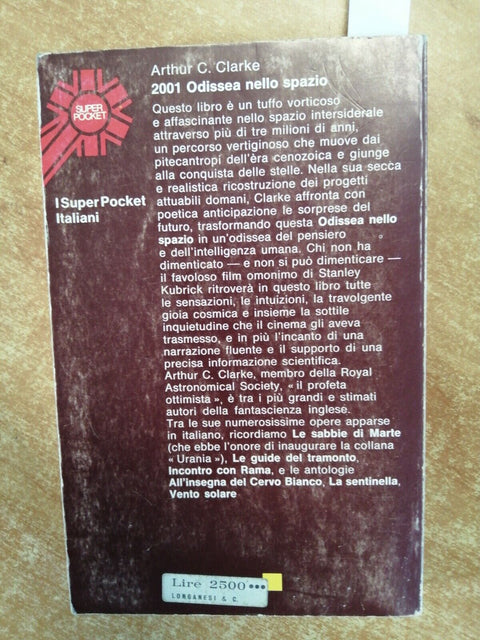 Arthur C. Clarke
2001 Odissea nello spazio
SUPER
POCKET
I Super Pocket
Italiani
Questo libro è un tuffo vorticoso
e affascinante nello spazio intersiderale
attraverso più di tre milioni di anni,
un percorso vertiginoso che muove dai
pitecantropi dell'èra cenozoica e giunge
alla conquista delle stelle. Nella sua secca
e realistica ricostruzione dei progetti
attuabili domani, Clarke affronta con
poetica anticipazione le sorprese del
futuro, trasformando questa Odissea nello
spazio in un'odissea del pensiero
e dell'intelligenza umana. Chi non ha
dimenticato — e non si può dimenticare —
il favoloso film omonimo di Stanley
Kubrick ritroverà in questo libro tutte
le sensazioni, le intuizioni, la travolgente
gioia cosmica e insieme la sottile
inquietudine che il cinema gli aveva
trasmesso, e in più l'incanto di una
narrazione fluente e il supporto di una
precisa informazione scientifica.
Arthur C. Clarke, membro della Royal
Astronomical Society, « il profeta
ottimista », è tra i più grandi e stimati
autori della fantascienza inglese.
Tra le sue numerosissime opere apparse
in italiano, ricordiamo Le sabbie di Marte
(che ebbe l'onore di inaugurare la collana
« Urania »), Le guide del tramonto,
Incontro con Rama, e le antologie
All'insegna del Cervo Bianco, La sentinella,
Vento solare
Lire 2500 •••
LONGANESI & C.